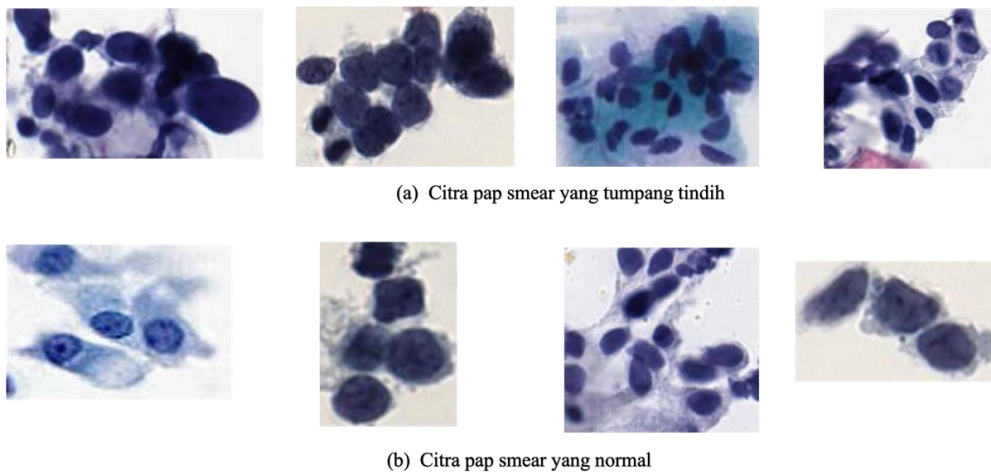 (a) Citra pap smear yang tumpang tindih
(b) Citra pap smear yang normal